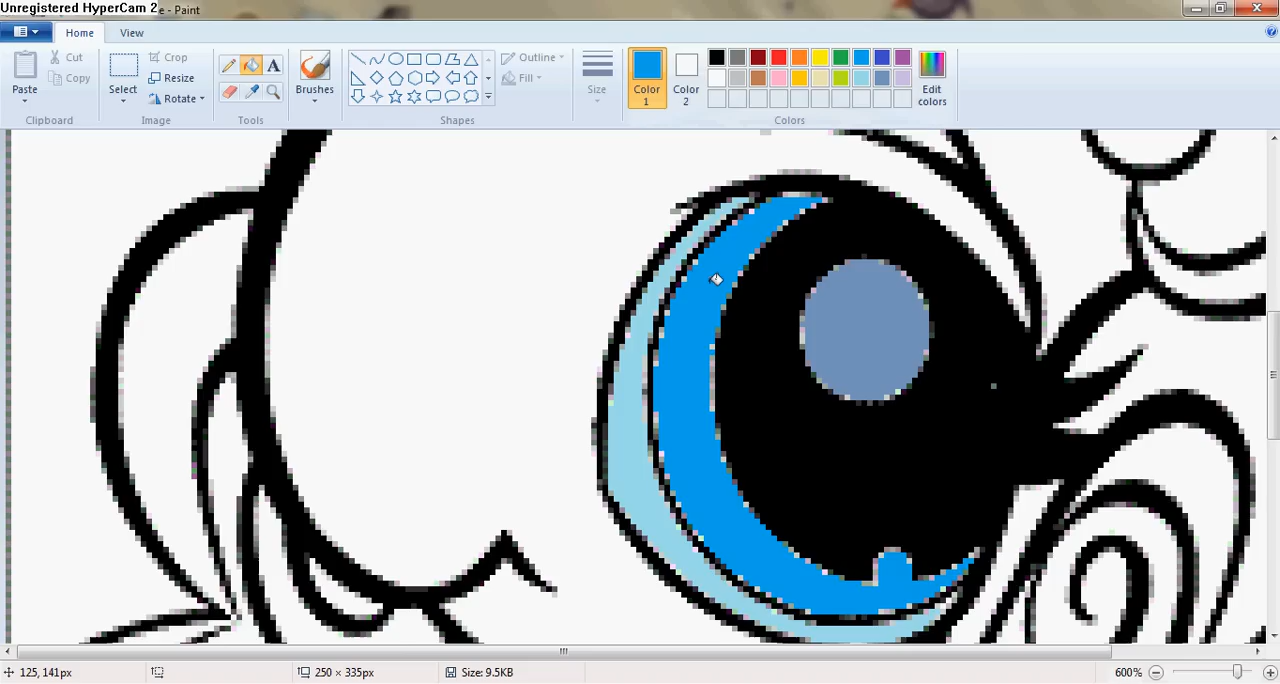 Unregistered HyperCam 2 e - Paint
Home View
Paste
Cut
Copy
Clipboard
Select
Crop
Resize
Rotate
Image
A
Tools
Brushes
Outline
Fill
Shapes
Size
Color 1
Color 2
Edit colors
Colors
125, 141px
250 × 335px
Size: 9.5KB
600%